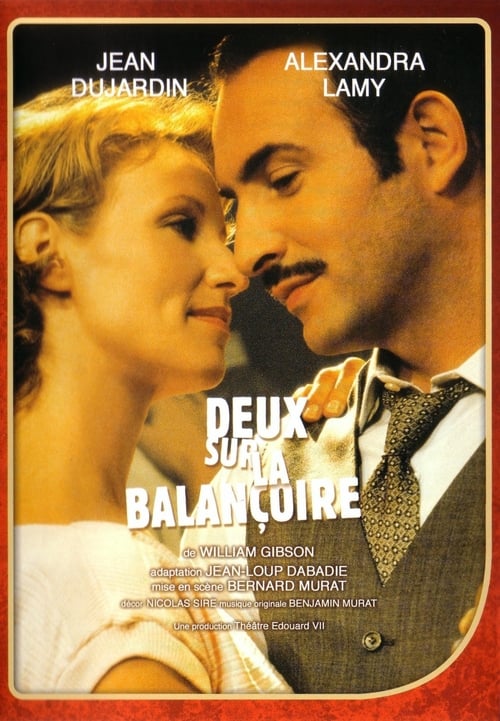 JEAN
DUJARDIN
ALEXANDRA
LAMY
DEUX
SUR
LA
BALANÇOIRE
de WILLIAM GIBSON
adaptation JEAN-LOUP DABADIE
mise en scène BERNARD MURAT
décor NICOLAS SIRE musique originale BENJAMIN MURAT
Une production Théâtre Edouard VII